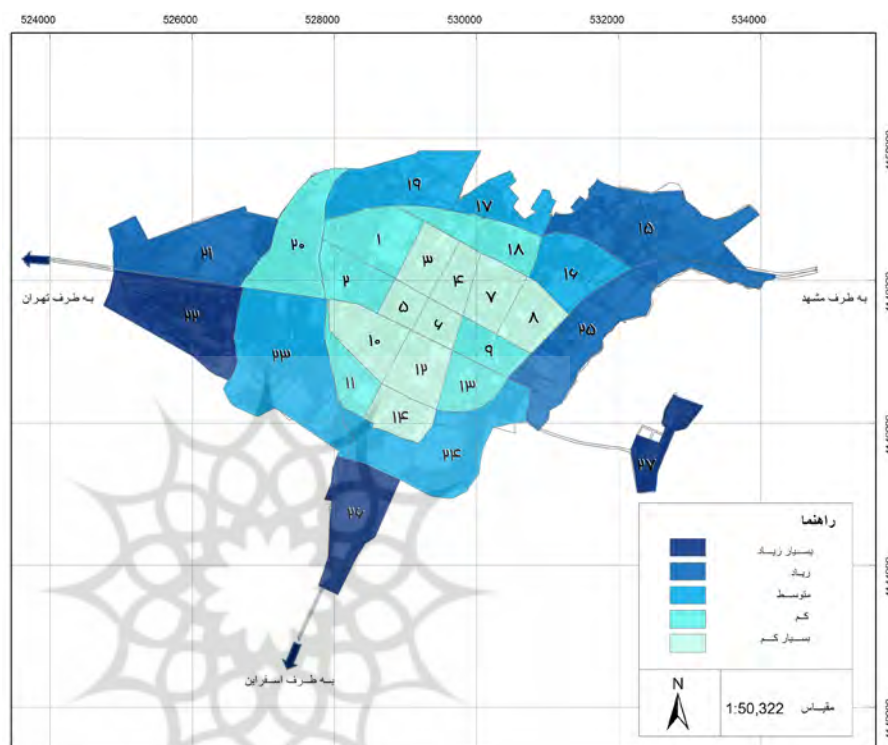 524000 526000 528000 530000 532000 534000
۱۹
۱۷
۱۵
۲۰
۱
۱۸
۲۱
۳
۴
۱۶
۲
۷
به طرف تهران
به طرف مشهد
۲۲
۵
۶
۸
۲۵
۲۳
۱۰
۹
۱۲
۱۱
۱۳
۱۴
۲۴
۲۷
۲۶
به طرف اسفراین
راهنما
بسیار زیاد
زیاد
متوسط
کم
بسیار کم
N
مقیاس 1:50,322